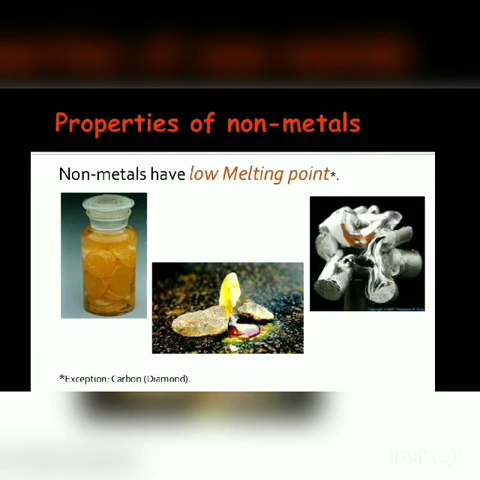 Properties of non-metals
Non-metals have low Melting point*.
*Exception: Carbon (Diamond).